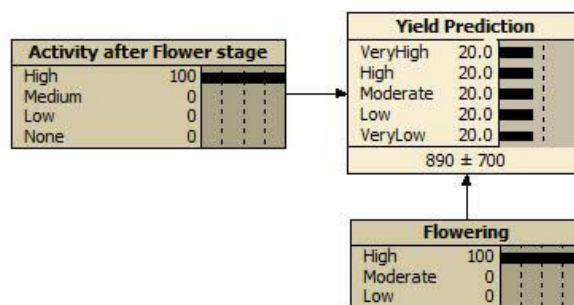 Activity after Flower stage
High 100
Medium 0
Low 0
None 0
Yield Prediction
VeryHigh 20.0
High 20.0
Moderate 20.0
Low 20.0
VeryLow 20.0
890 ± 700
Flowering
High 100
Moderate 0
Low 0